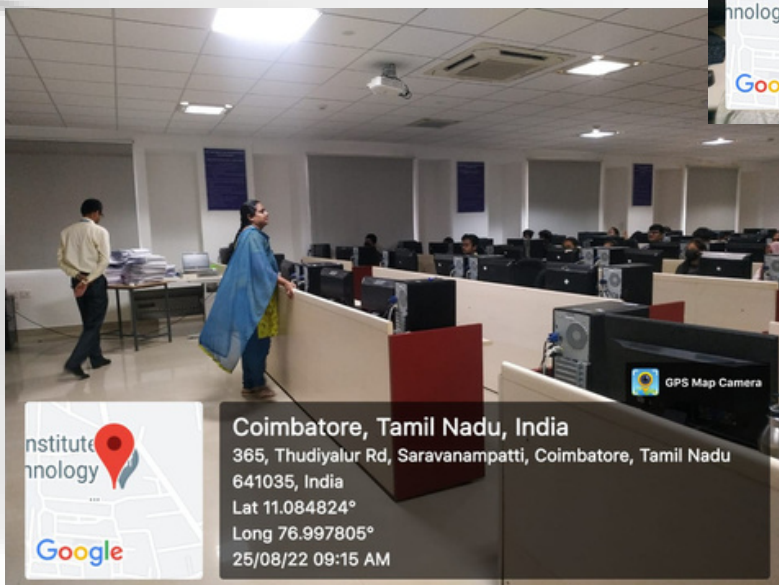 hnolog
Goo
GPS Map Camera
nstitute
hnology
Google
Coimbatore, Tamil Nadu, India
365, Thudiyalur Rd, Saravanampatti, Coimbatore, Tamil Nadu
641035, India
Lat 11.084824°
Long 76.997805°
25/08/22 09:15 AM